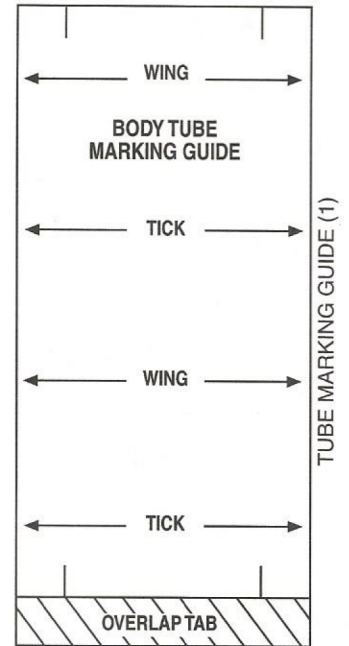 WING
BODY TUBE
MARKING GUIDE
TICK
WING
TICK
OVERLAP TAB
TUBE MARKING GUIDE (1)